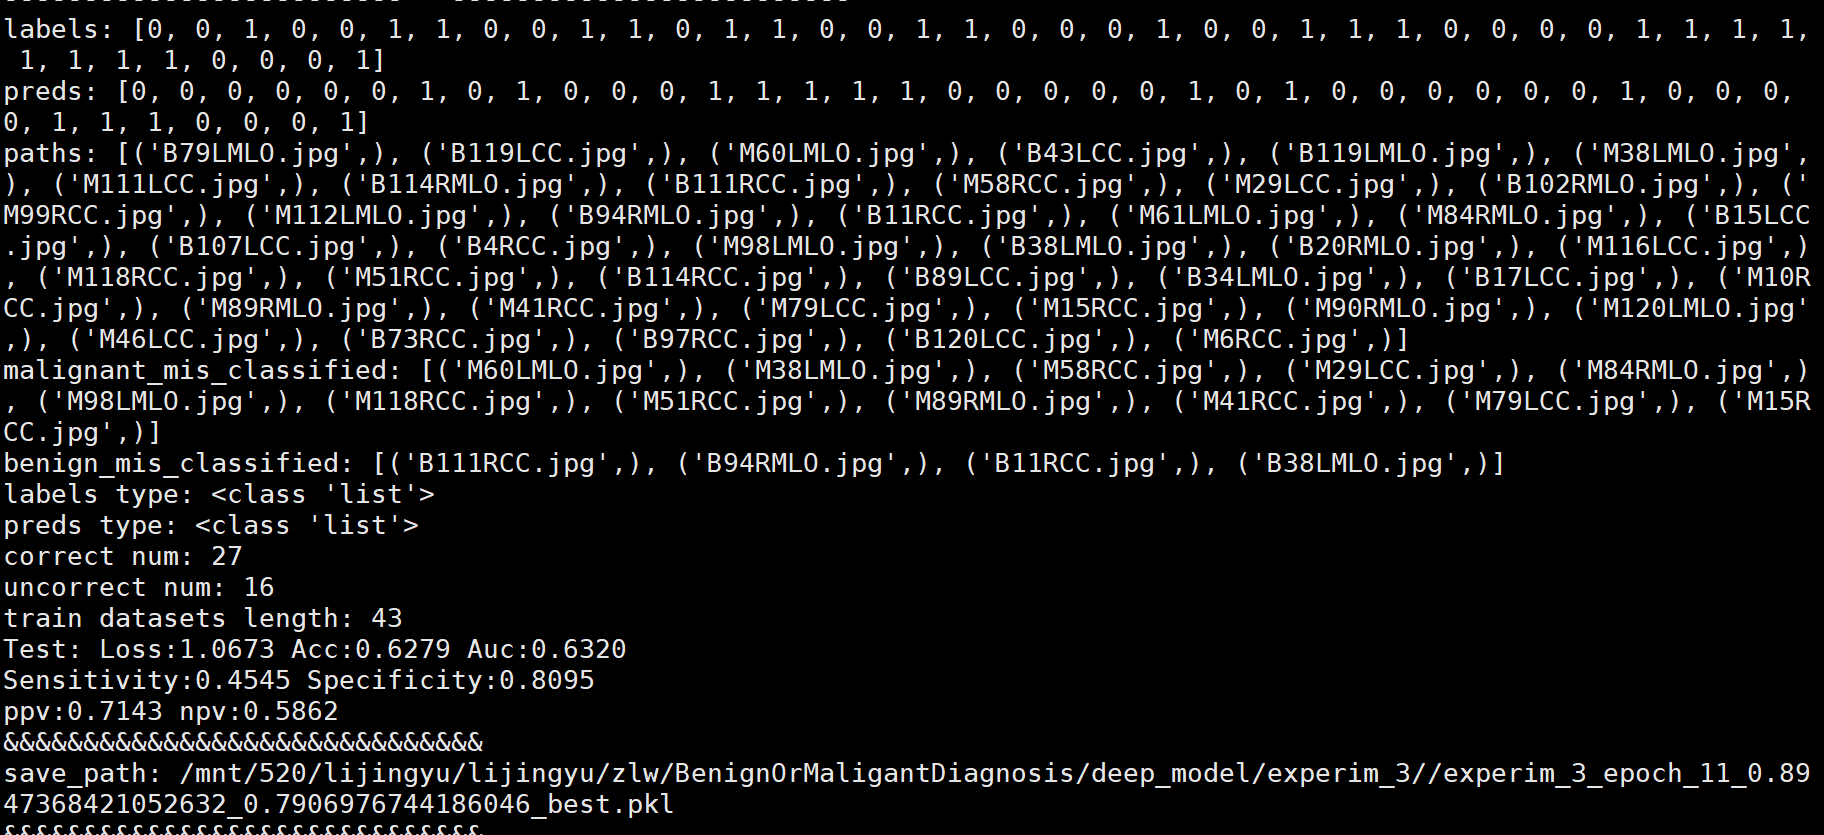 labels: [0, 0, 1, 0, 0, 1, 1, 0, 0, 1, 1, 0, 1, 1, 0, 0, 1, 1, 0, 0, 0, 1, 0, 0, 1, 1, 1, 0, 0, 0, 0, 1, 1, 1, 1,
1, 1, 1, 1, 0, 0, 0, 1]
preds: [0, 0, 0, 0, 0, 0, 1, 0, 1, 0, 0, 0, 1, 1, 1, 1, 1, 0, 0, 0, 0, 0, 1, 0, 1, 0, 0, 0, 0, 0, 0, 1, 0, 0, 0,
0, 1, 1, 1, 0, 0, 0, 1]
paths: [('B79LMLO.jpg',), ('B119LCC.jpg',), ('M60LMLO.jpg',), ('B43LCC.jpg',), ('B119LMLO.jpg',), ('M38LMLO.jpg',
), ('M111LCC.jpg',), ('B114RMLO.jpg',), ('B111RCC.jpg',), ('M58RCC.jpg',), ('M29LCC.jpg',), ('B102RMLO.jpg',), ('
M99RCC.jpg',), ('M112LMLO.jpg',), ('B94RMLO.jpg',), ('B11RCC.jpg',), ('M61LMLO.jpg',), ('M84RMLO.jpg',), ('B15LCC
.jpg',), ('B107LCC.jpg',), ('B4RCC.jpg',), ('M98LMLO.jpg',), ('B38LMLO.jpg',), ('B20RMLO.jpg',), ('M116LCC.jpg',)
, ('M118RCC.jpg',), ('M51RCC.jpg',), ('B114RCC.jpg',), ('B89LCC.jpg',), ('B34LMLO.jpg',), ('B17LCC.jpg',), ('M10R
CC.jpg',), ('M89RMLO.jpg',), ('M41RCC.jpg',), ('M79LCC.jpg',), ('M15RCC.jpg',), ('M90RMLO.jpg',), ('M120LMLO.jpg'
,), ('M46LCC.jpg',), ('B73RCC.jpg',), ('B97RCC.jpg',), ('B120LCC.jpg',), ('M6RCC.jpg',)]
malignant_mis_classified: [('M60LMLO.jpg',), ('M38LMLO.jpg',), ('M58RCC.jpg',), ('M29LCC.jpg',), ('M84RMLO.jpg',)
, ('M98LMLO.jpg',), ('M118RCC.jpg',), ('M51RCC.jpg',), ('M89RMLO.jpg',), ('M41RCC.jpg',), ('M79LCC.jpg',), ('M15R
CC.jpg',)]
benign_mis_classified: [('B111RCC.jpg',), ('B94RMLO.jpg',), ('B11RCC.jpg',), ('B38LMLO.jpg',)]
labels type: <class 'list'>
preds type: <class 'list'>
correct num: 27
uncorrect num: 16
train datasets length: 43
Test: Loss:1.0673 Acc:0.6279 Auc:0.6320
Sensitivity:0.4545 Specificity:0.8095
ppv:0.7143 npv:0.5862
&&&&&&&&&&&&&&&&&&&&&&&&&&&&&&
save_path: /mnt/520/lijingyu/lijingyu/zlw/BenignOrMaligantDiagnosis/deep_model/experim_3//experim_3_epoch_11_0.89
47368421052632_0.7906976744186046_best.pkl
&&&&&&&&&&&&&&&&&&&&&&&&&&&&&&